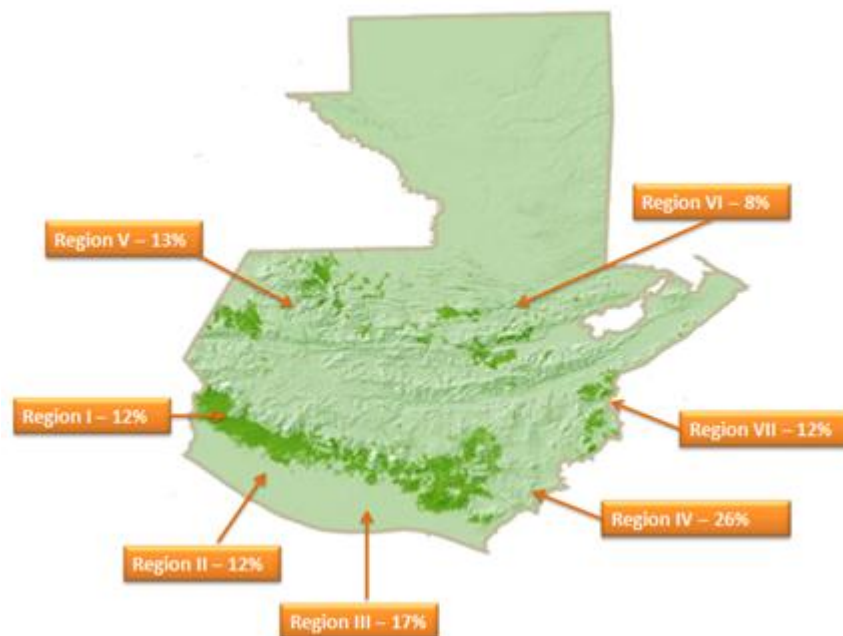 Region VI – 8%
Region V – 13%
Region I – 12%
Region VII – 12%
Region IV – 26%
Region II – 12%
Region III – 17%